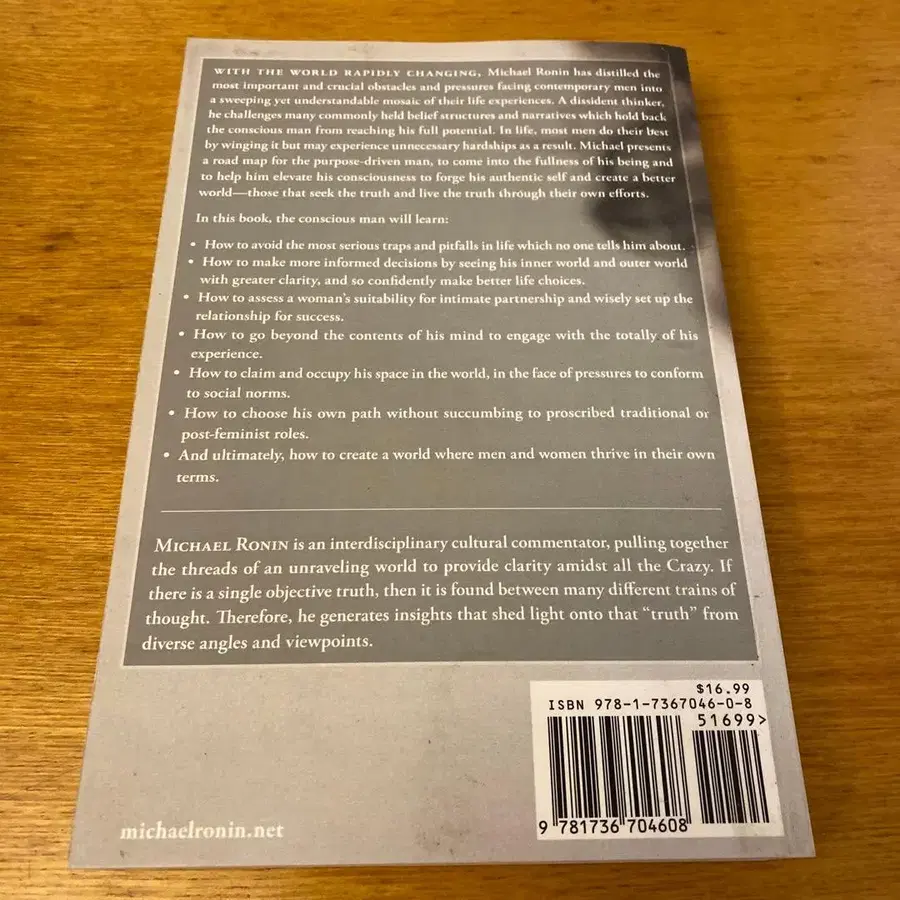 WITH THE WORLD RAPIDLY CHANGING, Michael Ronin has distilled the
most important and crucial obstacles and pressures facing contemporary men into
a sweeping yet understandable mosaic of their life experiences. A dissident thinker,
he challenges many commonly held belief structures and narratives which hold back
the conscious man from reaching his full potential. In life, most men do their best
by winging it but may experience unnecessary hardships as a result. Michael presents
a road map for the purpose-driven man, to come into the fullness of his being and
to help him elevate his consciousness to forge his authentic self and create a better
world—those that seek the truth and live the truth through their own efforts.
In this book, the conscious man will learn:
• How to avoid the most serious traps and pitfalls in life which no one tells him about.
• How to make more informed decisions by seeing his inner world and outer world
with greater clarity, and so confidently make better life choices.
• How to assess a woman's suitability for intimate partnership and wisely set up the
relationship for success.
• How to go beyond the contents of his mind to engage with the totally of his
experience.
• How to claim and occupy his space in the world, in the face of pressures to conform
to social norms.
• How to choose his own path without succumbing to proscribed traditional or
post-feminist roles.
• And ultimately, how to create a world where men and women thrive in their own
terms.
MICHAEL RONIN is an interdisciplinary cultural commentator, pulling together
the threads of an unraveling world to provide clarity amidst all the Crazy. If
there is a single objective truth, then it is found between many different trains of
thought. Therefore, he generates insights that shed light onto that "truth" from
diverse angles and viewpoints.
$16.99
ISBN 978-1-7367046-0-8
51699>
9 781736 704608
michaelronin.net